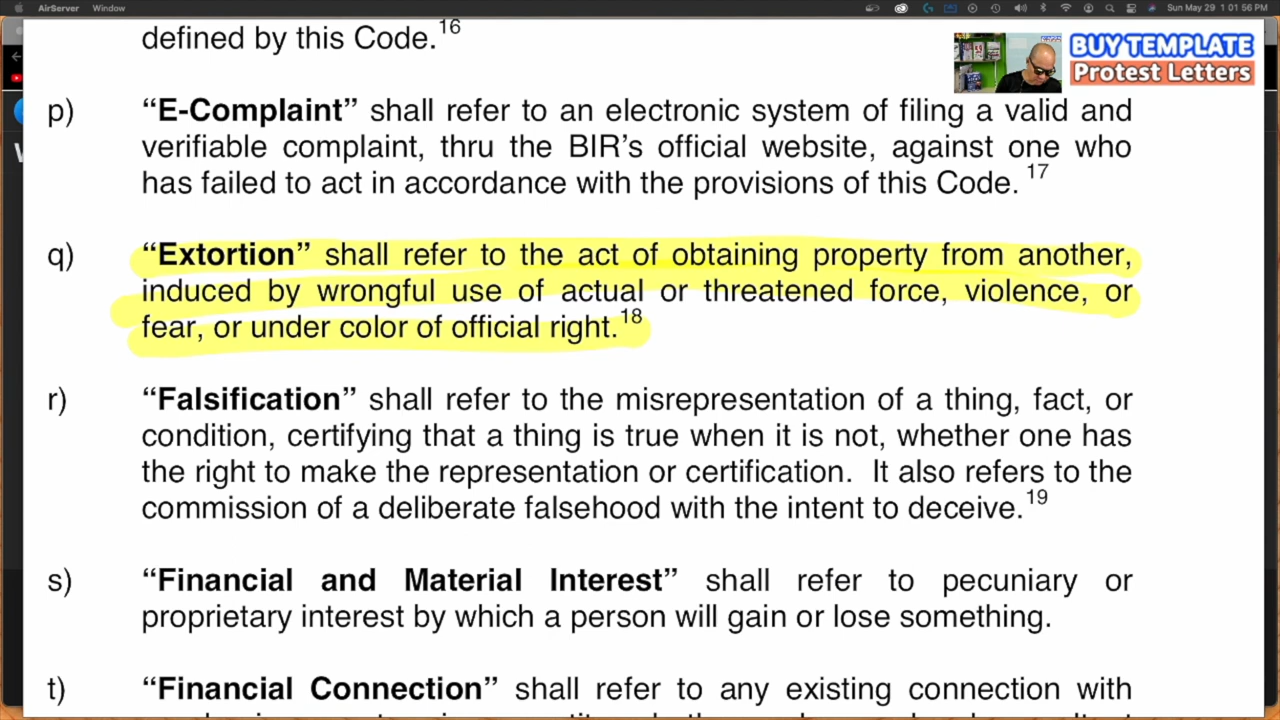 AirServer Window
Sun May 29 1 01 56 PM
defined by this Code.16
BUY TEMPLATE
Protest Letters
p) “E-Complaint” shall refer to an electronic system of filing a valid and
verifiable complaint, thru the BIR’s official website, against one who
has failed to act in accordance with the provisions of this Code. 17
q) “Extortion” shall refer to the act of obtaining property from another,
induced by wrongful use of actual or threatened force, violence, or
fear, or under color of official right.18
r) “Falsification” shall refer to the misrepresentation of a thing, fact, or
condition, certifying that a thing is true when it is not, whether one has
the right to make the representation or certification. It also refers to the
commission of a deliberate falsehood with the intent to deceive.19
s) “Financial and Material Interest” shall refer to pecuniary or
proprietary interest by which a person will gain or lose something.
t) “Financial Connection” shall refer to any existing connection with